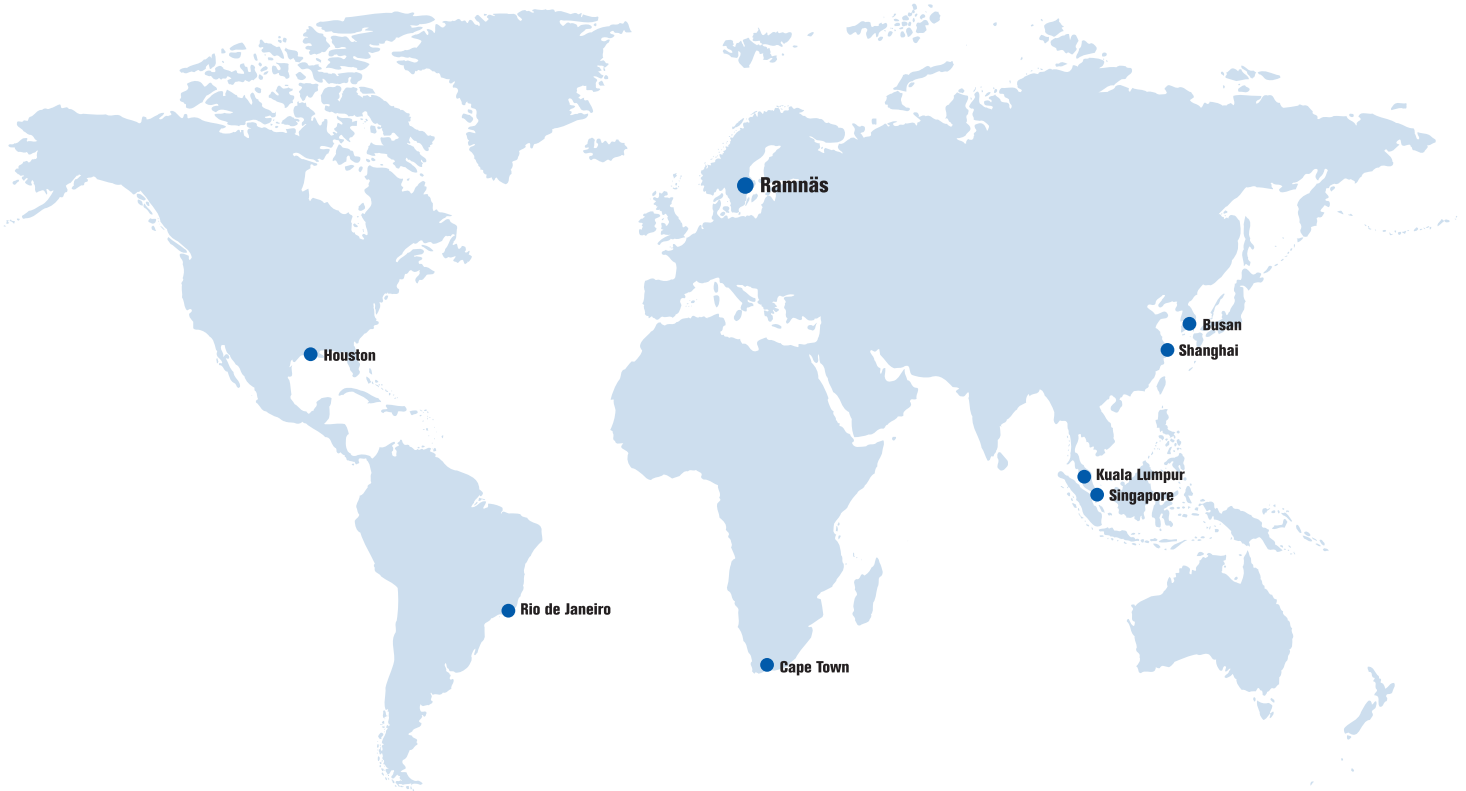 Ramnäs
Busan
Shanghai
Houston
Kuala Lumpur
Singapore
Rio de Janeiro
Cape Town